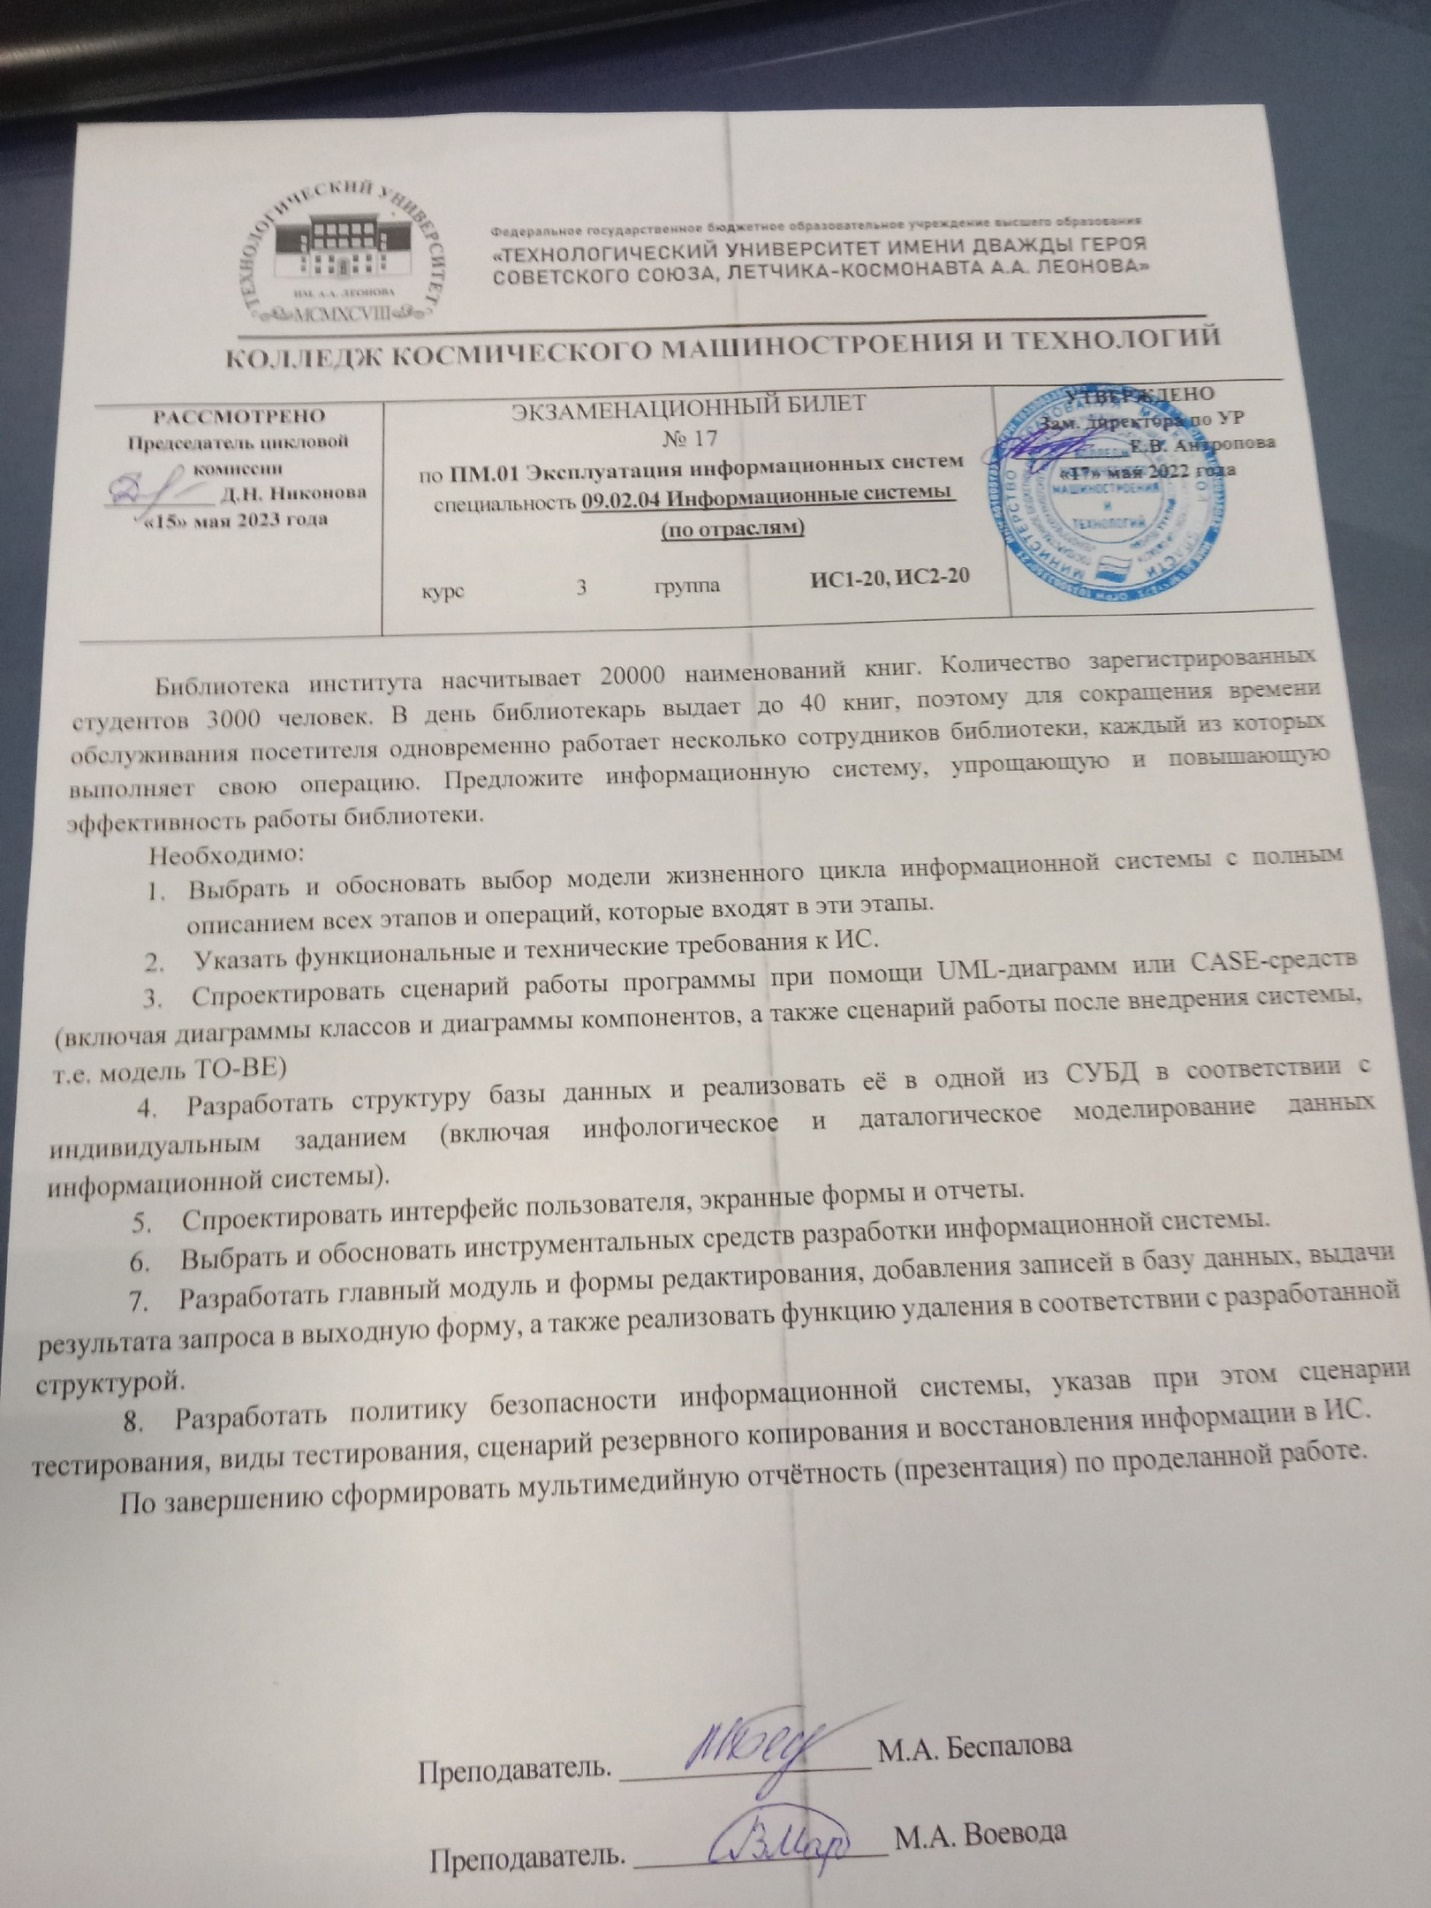 ТЕХНОЛОГИЧЕСКИЙ УНИВЕРСИТЕТ
ИМ. А.А. ЛЕОНОВА
MCMXCVIII
Федеральное государственное бюджетное образовательное учреждение высшего образования
«ТЕХНОЛОГИЧЕСКИЙ УНИВЕРСИТЕТ ИМЕНИ ДВАЖДЫ ГЕРОЯ
СОВЕТСКОГО СОЮЗА, ЛЕТЧИКА-КОСМОНАВТА А.А. ЛЕОНОВА»
КОЛЛЕДЖ КОСМИЧЕСКОГО МАШИНОСТРОЕНИЯ И ТЕХНОЛОГИЙ
РАССМОТРЕНО
Председатель цикловой
комиссии
Д.Н. Никонова
«15» мая 2023 года
ЭКЗАМЕНАЦИОННЫЙ БИЛЕТ
№ 17
по ПМ.01 Эксплуатация информационных систем
специальность 09.02.04 Информационные системы
(по отраслям)
курс 3 группа ИС1-20, ИС2-20
УТВЕРЖДЕНО
Зам. директора по УР
Е.В. Антропова
«17» мая 2022 года
МАШИНОСТРОЕНИЯ
И
ТЕХНОЛОГИЙ
Библиотека института насчитывает 20000 наименований книг. Количество зарегистрированных
студентов 3000 человек. В день библиотекарь выдает до 40 книг, поэтому для сокращения времени
обслуживания посетителя одновременно работает несколько сотрудников библиотеки, каждый из которых
выполняет свою операцию. Предложите информационную систему, упрощающую и повышающую
эффективность работы библиотеки.
Необходимо:
1. Выбрать и обосновать выбор модели жизненного цикла информационной системы с полным
описанием всех этапов и операций, которые входят в эти этапы.
2. Указать функциональные и технические требования к ИС.
3. Спроектировать сценарий работы программы при помощи UML-диаграмм или CASE-средств
(включая диаграммы классов и диаграммы компонентов, а также сценарий работы после внедрения системы,
т.е. модель TO-BE)
4. Разработать структуру базы данных и реализовать её в одной из СУБД в соответствии с
индивидуальным заданием (включая инфологическое и даталогическое моделирование данных
информационной системы).
5. Спроектировать интерфейс пользователя, экранные формы и отчеты.
6. Выбрать и обосновать инструментальных средств разработки информационной системы.
7. Разработать главный модуль и формы редактирования, добавления записей в базу данных, выдачи
результата запроса в выходную форму, а также реализовать функцию удаления в соответствии с разработанной
структурой.
8. Разработать политику безопасности информационной системы, указав при этом сценарии
тестирования, виды тестирования, сценарий резервного копирования и восстановления информации в ИС.
По завершению сформировать мультимедийную отчётность (презентация) по проделанной работе.
Преподаватель. М.А. Беспалова
Преподаватель. М.А. Воевода